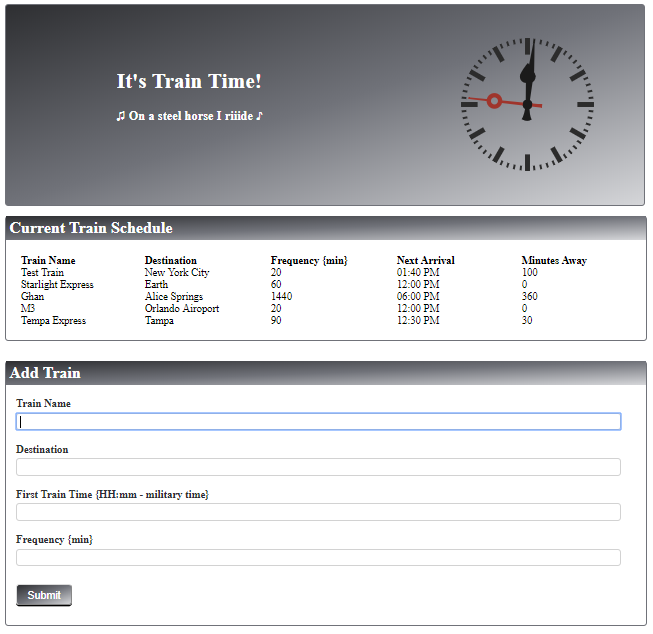 It's Train Time!
♫ On a steel horse I riiide ♪
Current Train Schedule
Train Name Destination Frequency {min} Next Arrival Minutes Away
Test Train New York City 20 01:40 PM 100
Starlight Express Earth 60 12:00 PM 0
Ghan Alice Springs 1440 06:00 PM 360
M3 Orlando Airoport 20 12:00 PM 0
Tempa Express Tampa 90 12:30 PM 30
Add Train
Train Name
Destination
First Train Time {HH:mm - military time}
Frequency {min}
Submit